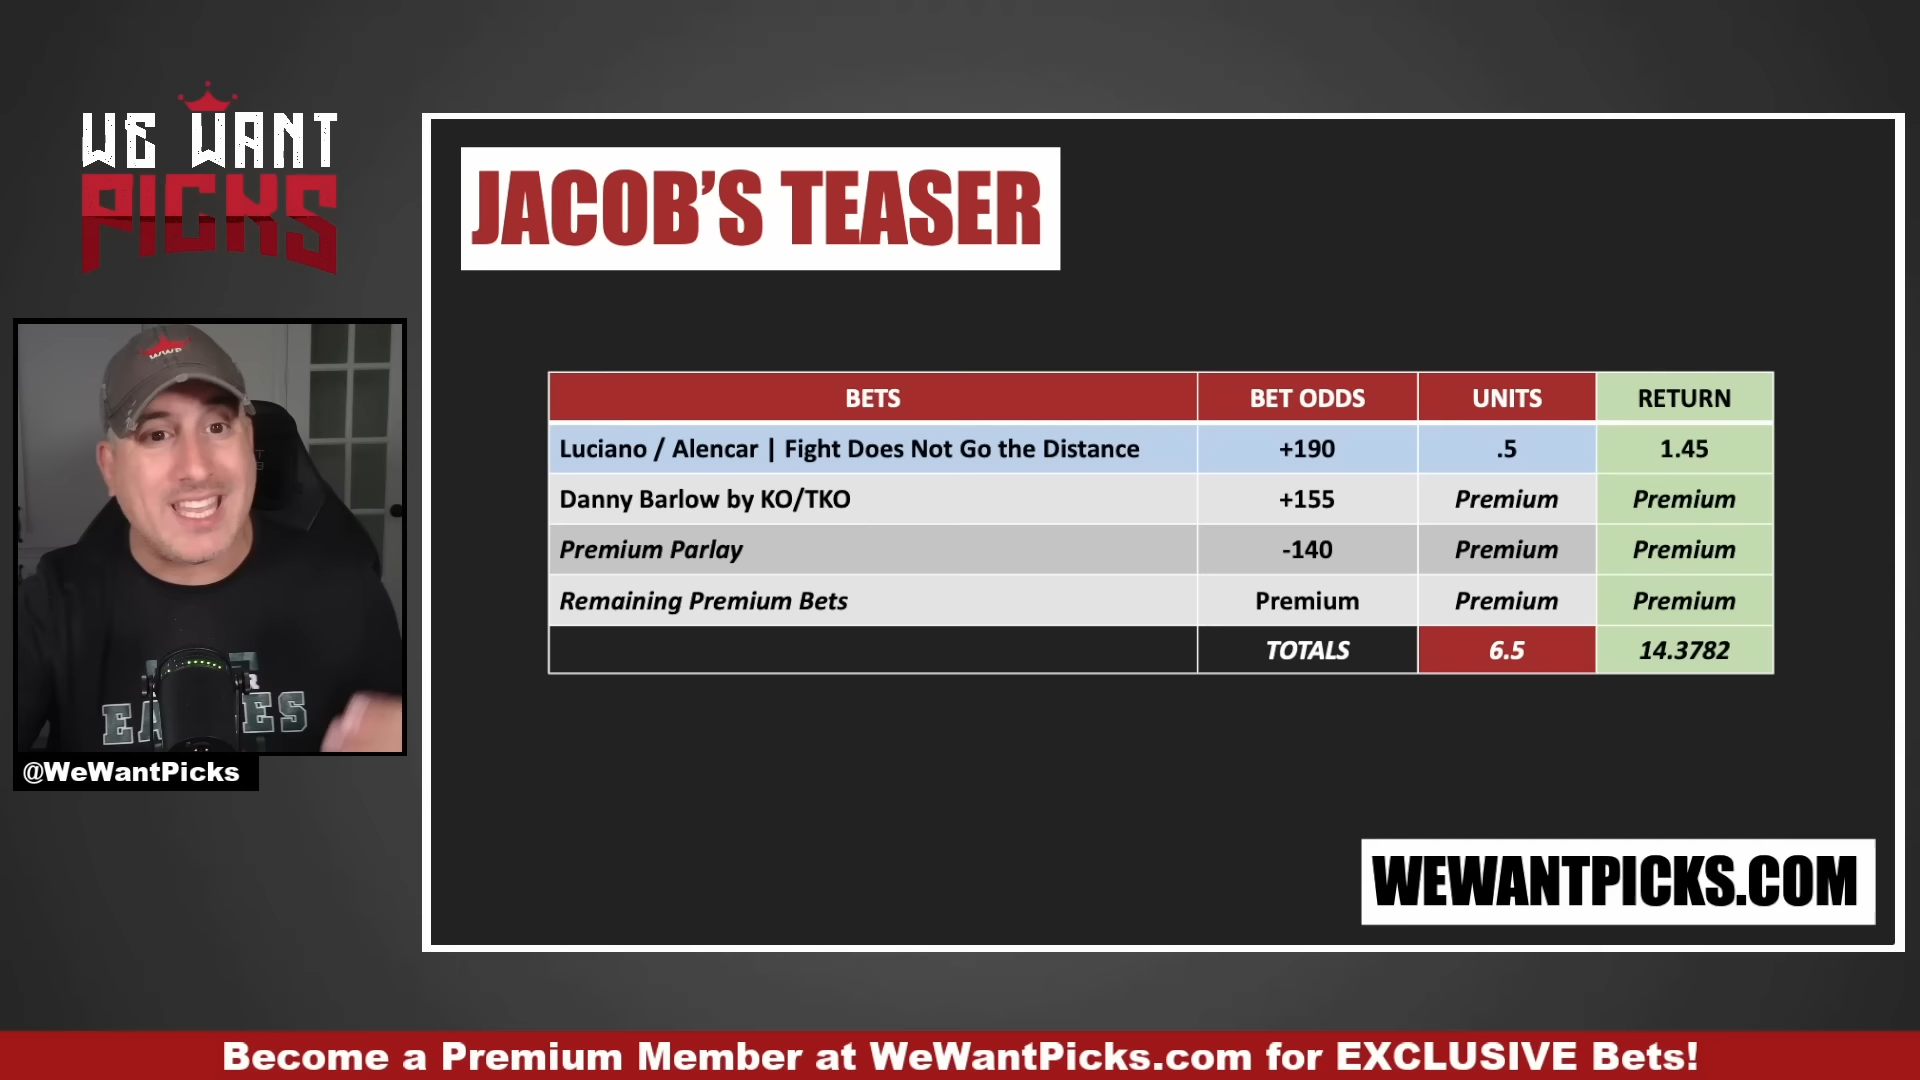 WE WANT
PICKS
JACOB'S TEASER
BETS BET ODDS UNITS RETURN
Luciano / Alencar | Fight Does Not Go the Distance +190 .5 1.45
Danny Barlow by KO/TKO +155 Premium Premium
Premium Parlay -140 Premium Premium
Remaining Premium Bets Premium Premium Premium
TOTALS 6.5 14.3782
WWP
@WeWantPicks
WEWANTPICKS.COM
Become a Premium Member at WeWantPicks.com for EXCLUSIVE Bets!